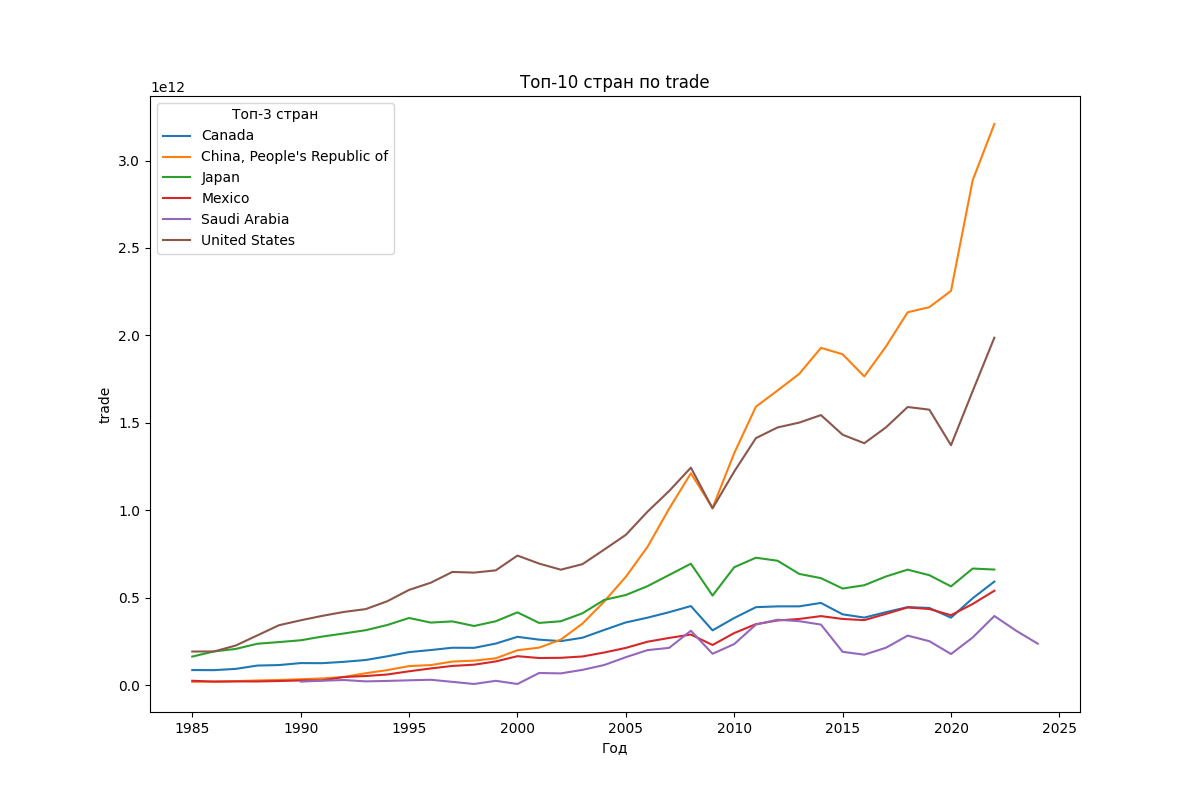 Топ-10 стран по trade
1e12
Топ-3 стран
Canada
China, People's Republic of
Japan
Mexico
Saudi Arabia
United States
3.0
2.5
2.0
1.5
1.0
0.5
0.0
trade
1985 1990 1995 2000 2005 2010 2015 2020 2025
Год